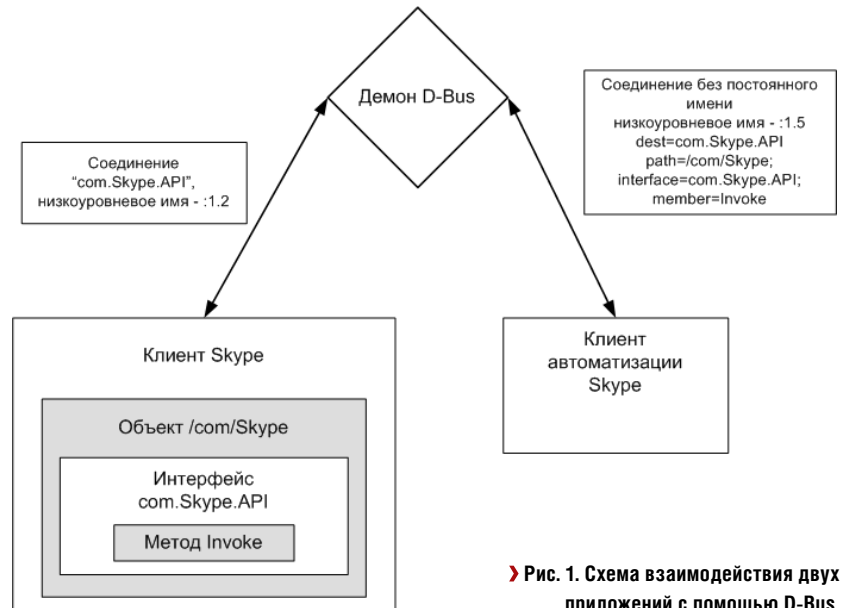 Демон D-Bus
Соединение
“com.Skype.API”,
низкоуровневое имя - :1.2
Соединение без постоянного
имени
низкоуровневое имя - :1.5
dest=com.Skype.API
path=/com/Skype;
interface=com.Skype.API;
member=Invoke
Клиент Skype
Объект /com/Skype
Интерфейс
com.Skype.API
Метод Invoke
Клиент
автоматизации
Skype
Рис. 1. Схема взаимодействия двух
приложений с помощью D-Bus.